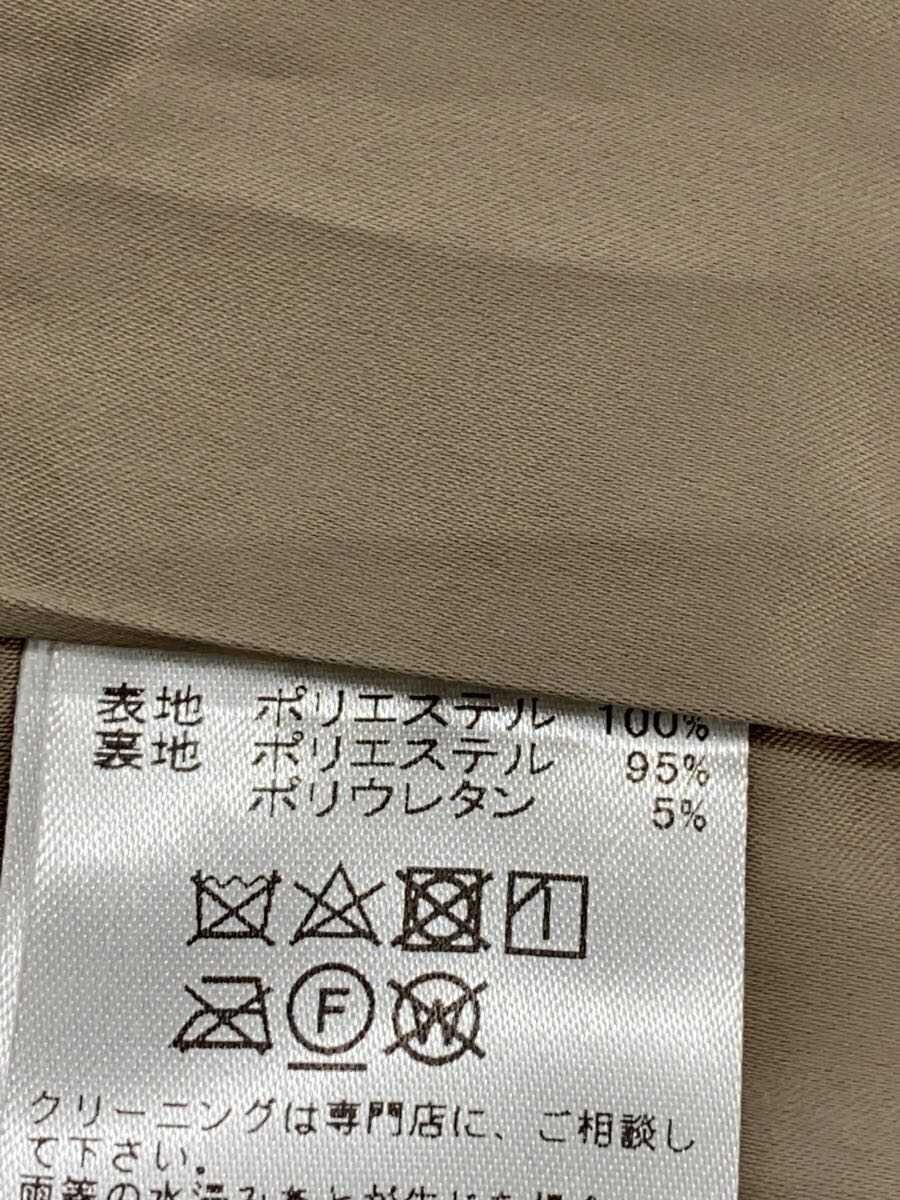 表地 ポリエステル 100%
裏地 ポリエステル 95%
ポリウレタン 5%
F
W
クリーニングは専門店に、ご相談し
て下さい。